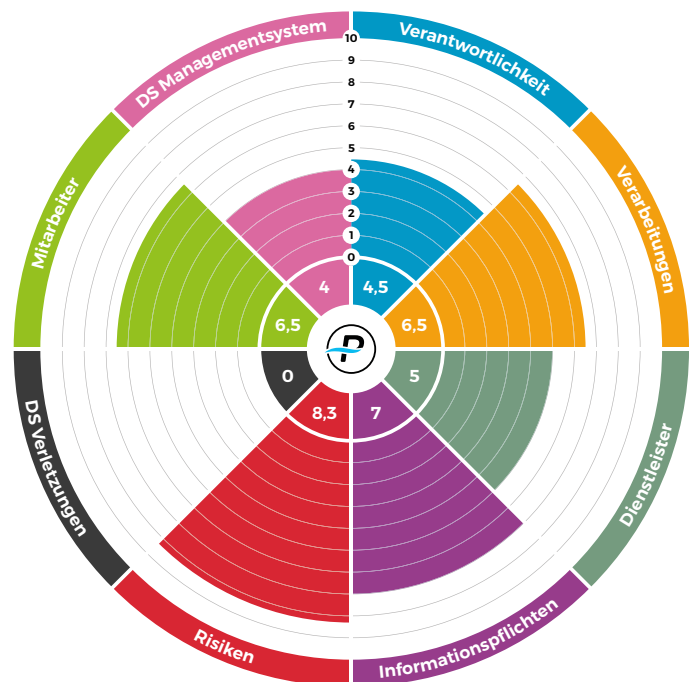 DS Managementsystem
Verantwortlichkeit
Mitarbeiter
Verarbeitungen
DS Verletzungen
Dienstleister
Risiken
Informationspflichten
10
9
8
7
6
5
4
3
2
1
0
4
4,5
6,5
6,5
0
5
8,3
7
P